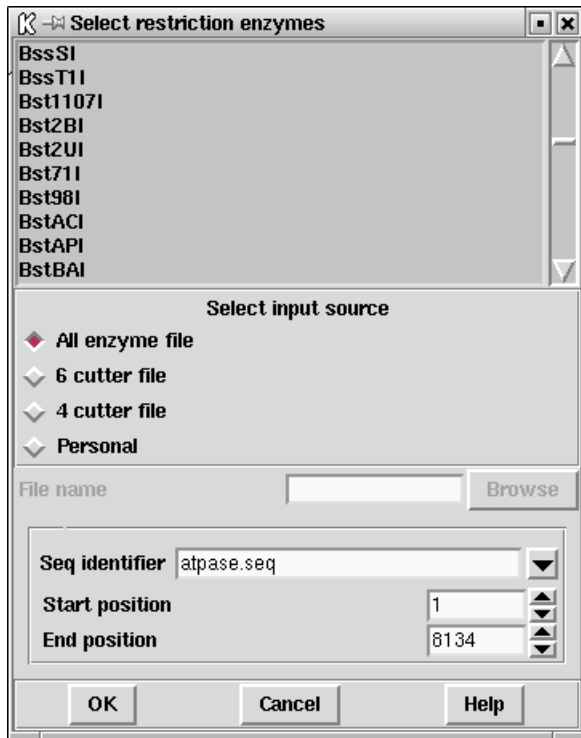 Select restriction enzymes
BssSI
BssT1I
Bst1107I
Bst2BI
Bst2UI
Bst71I
Bst98I
BstACI
BstAPI
BstBAI
Select input source
All enzyme file
6 cutter file
4 cutter file
Personal
File name Browse
Seq identifier atpase.seq
Start position 1
End position 8134
OK Cancel Help